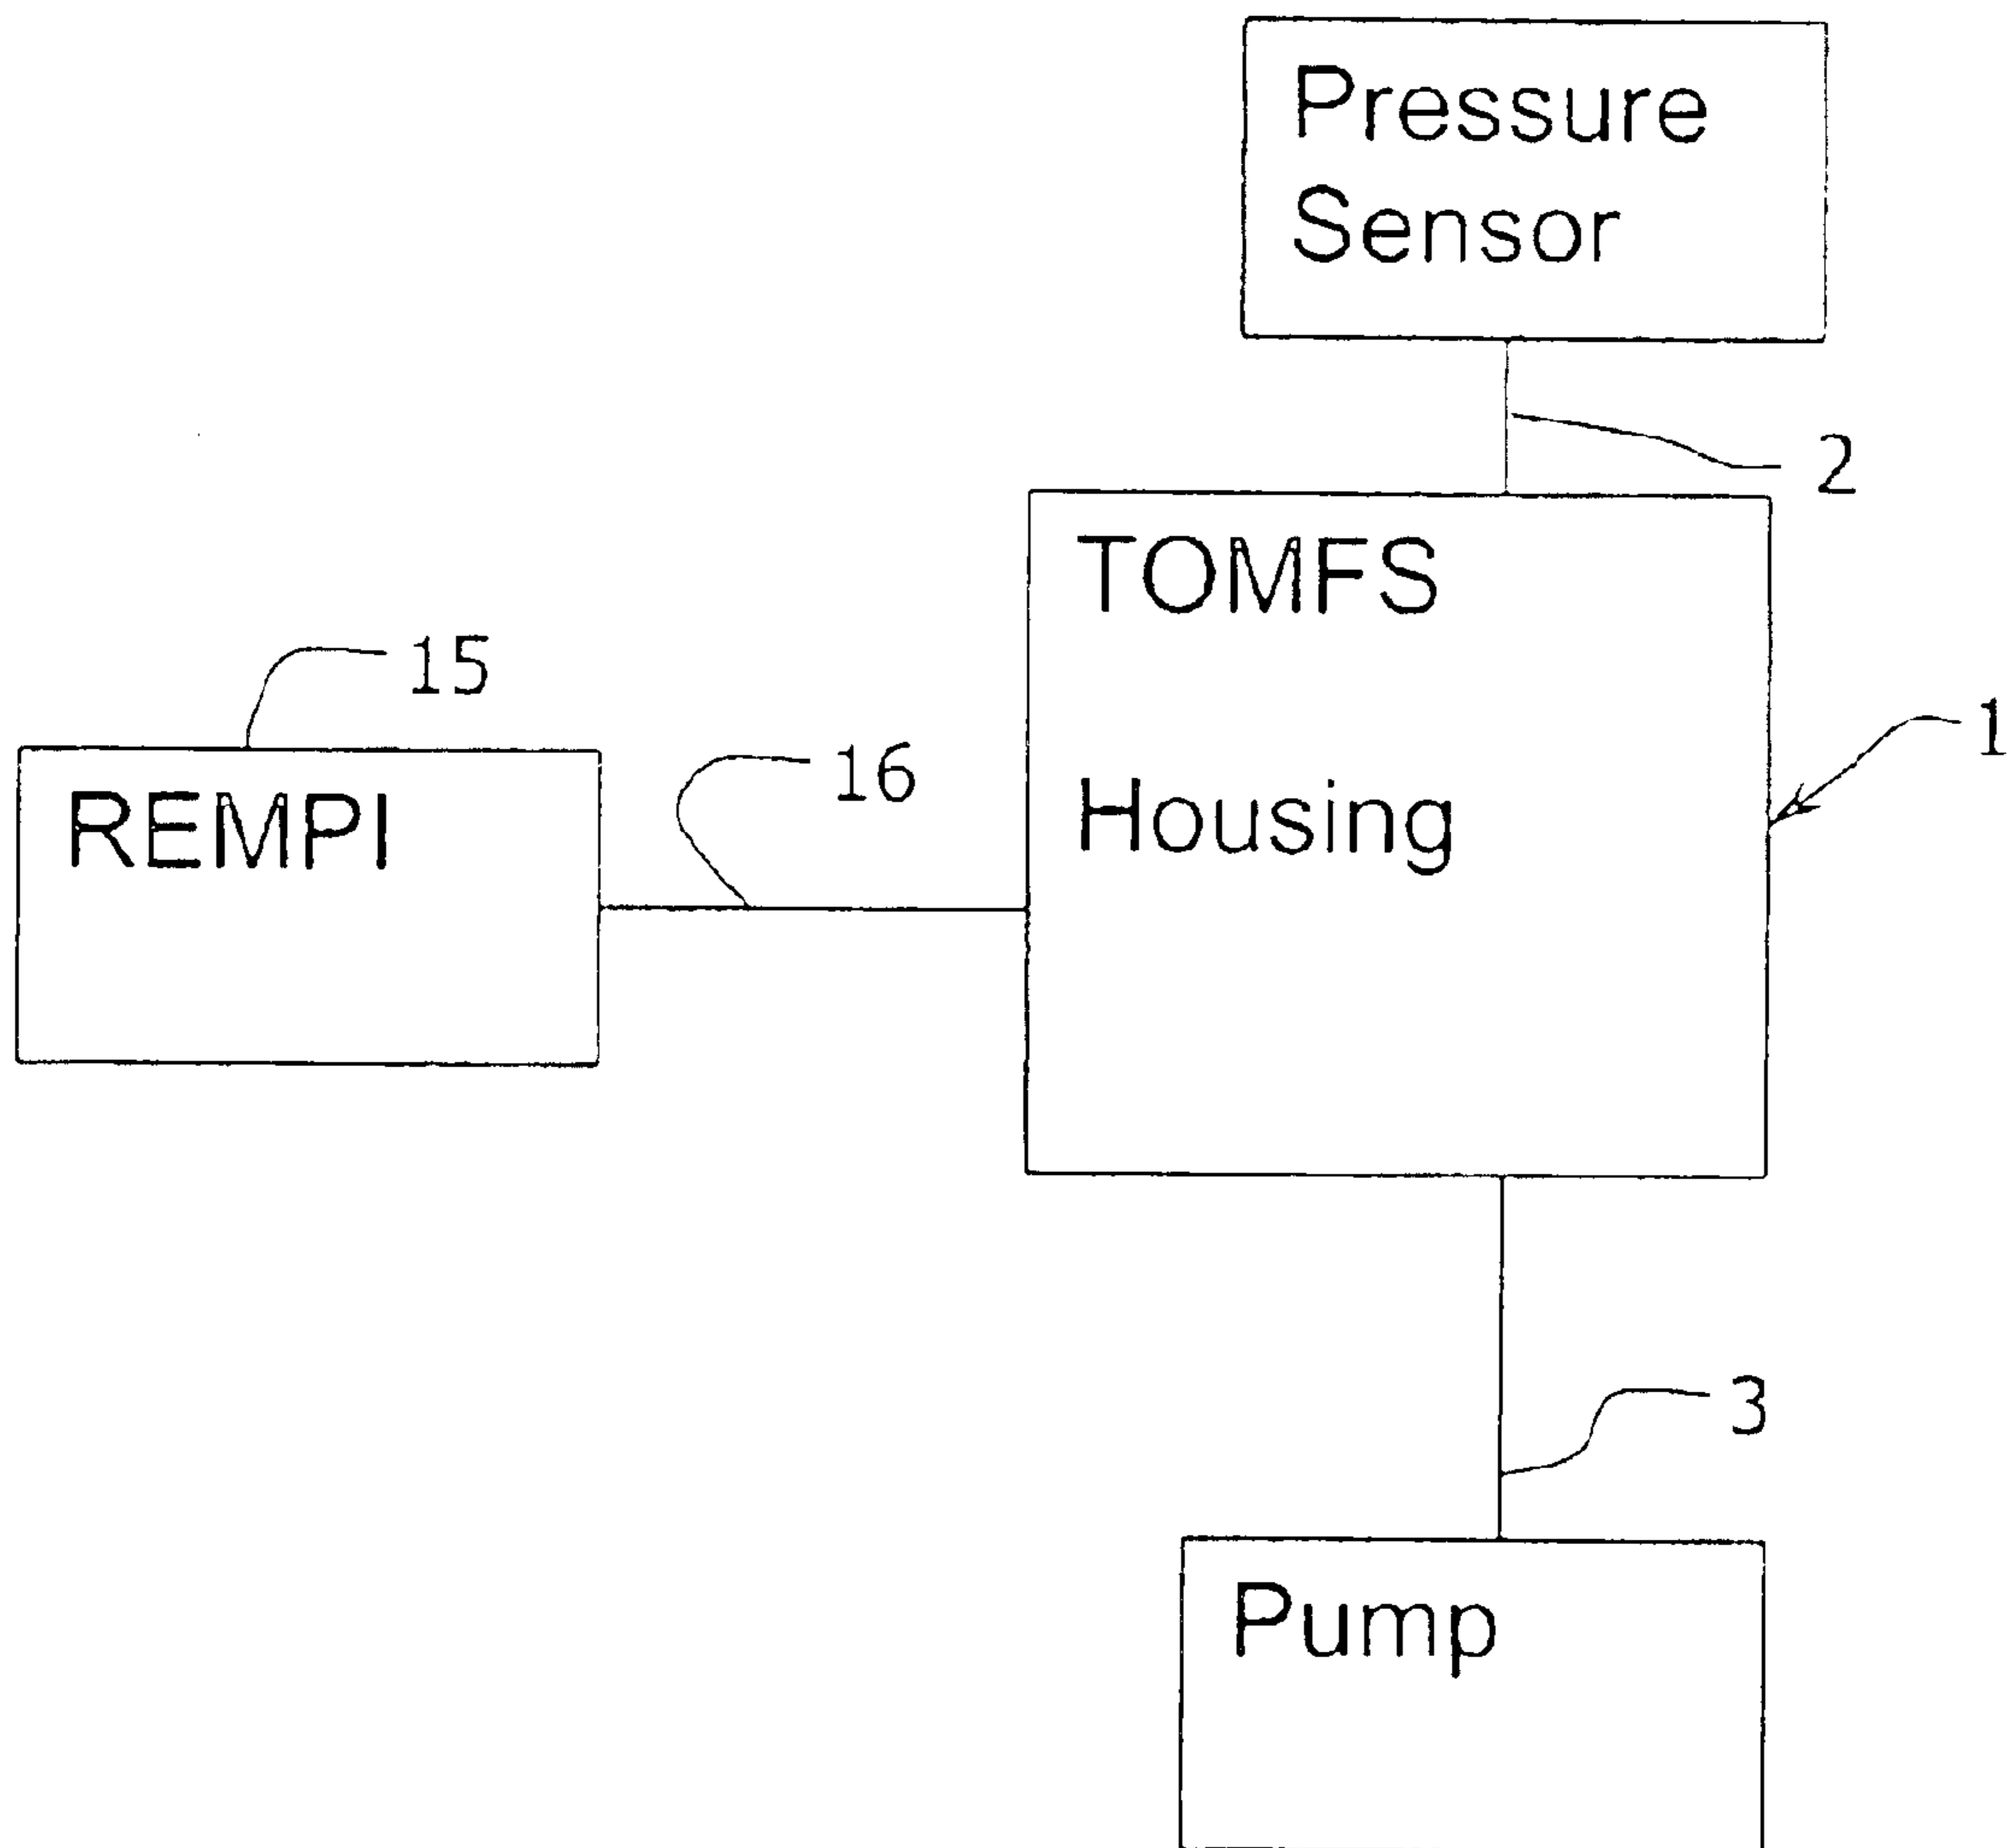 Pressure
Sensor
2
TOMFS
Housing
1
15
REMPI
16
3
Pump